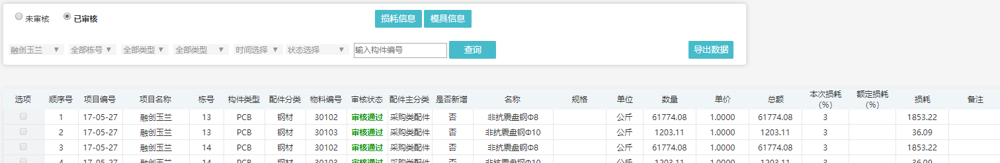 未审核 已审核 损耗信息 模具信息
融创玉兰 ▼ 全部栋号 ▼ 全部类型 ▼ 全部类型 ▼ 时间选择 ▼ 状态选择 ▼ 输入构件编号 查询 导出数据
选项 顺序号 项目编号 项目名称 栋号 构件类型 配件分类 物料编号 审核状态 配件主分类 是否新增 名称 规格 单位 数量 单价 总额 本次损耗(%) 额定损耗(%) 损耗 备注
1 17-05-27 融创玉兰 13 PCB 钢材 30102 审核通过 采购类配件 否 非抗震盘钢Φ8 公斤 61774.08 1.0000 61774.08 3 1853.22
2 17-05-27 融创玉兰 13 PCB 钢材 30103 审核通过 采购类配件 否 非抗震盘钢Φ10 公斤 1203.11 1.0000 1203.11 3 36.09
3 17-05-27 融创玉兰 14 PCB 钢材 30102 审核通过 采购类配件 否 非抗震盘钢Φ8 公斤 61774.08 1.0000 61774.08 3 1853.22
4 17-05-27 融创玉兰 14 PCB 钢材 30103 审核通过 采购类配件 否 非抗震盘钢Φ10 公斤 1203.11 1.0000 1203.11 3 36.09